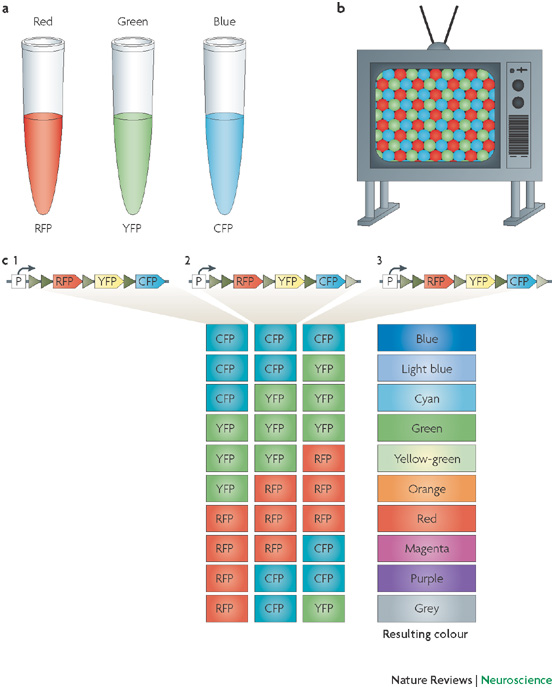 a
Red Green Blue
RFP YFP CFP
b
c
1 P RFP YFP CFP
2 P RFP YFP CFP
3 P RFP YFP CFP
CFP CFP CFP Blue
CFP CFP YFP Light blue
CFP YFP YFP Cyan
YFP YFP YFP Green
YFP YFP RFP Yellow-green
YFP RFP RFP Orange
RFP RFP RFP Red
RFP RFP CFP Magenta
RFP CFP CFP Purple
RFP CFP YFP Grey
Resulting colour
Nature Reviews | Neuroscience